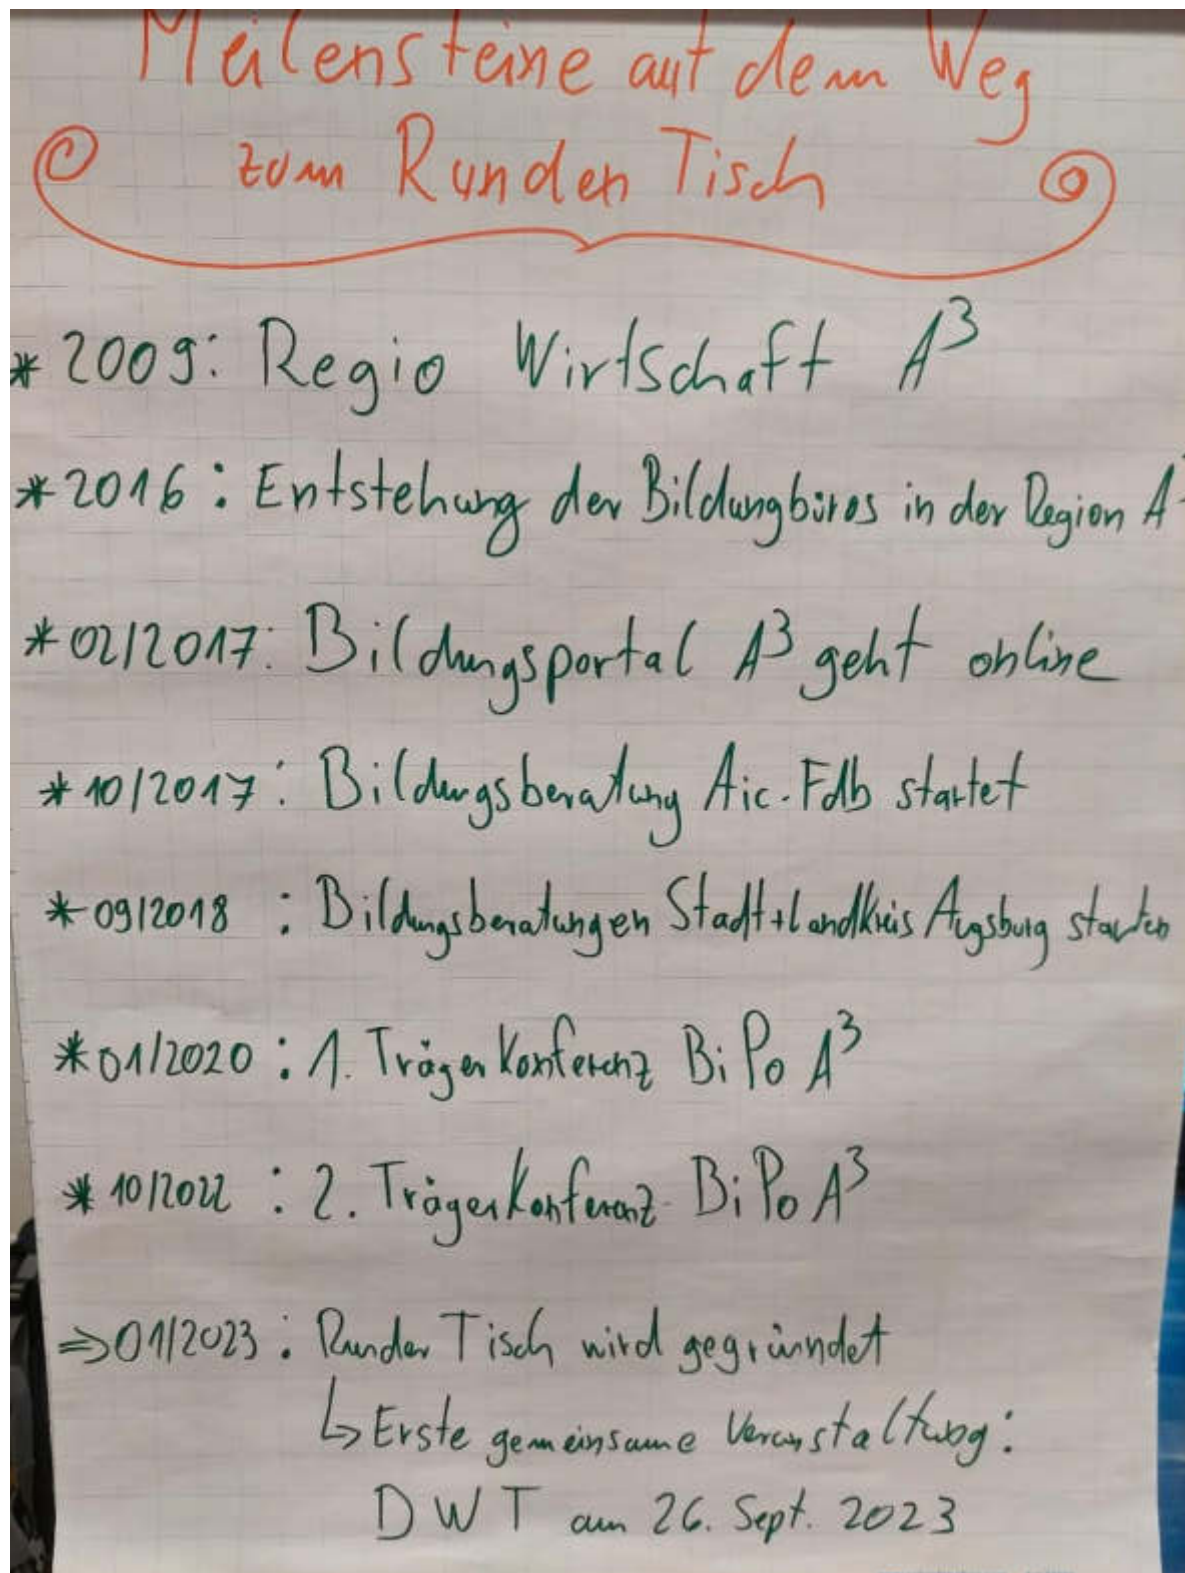 Meilensteine auf dem Weg
zum Runden Tisch
* 2009: Regio Wirtschaft A³
* 2016: Entstehung der Bildungbüros in der Region A³
* 02/2017: Bildungsportal A³ geht online
* 10/2017: Bildungsberatung Aic-Fdb startet
* 09/2018: Bildungsberatungen Stadt+Landkreis Augsburg starten
* 01/2020: 1. Trägerkonferenz BiPo A³
* 10/2022: 2. Trägerkonferenz BiPo A³
⇒ 01/2023: Runder Tisch wird gegründet
↳ Erste gemeinsame Veranstaltung:
DWT am 26. Sept. 2023